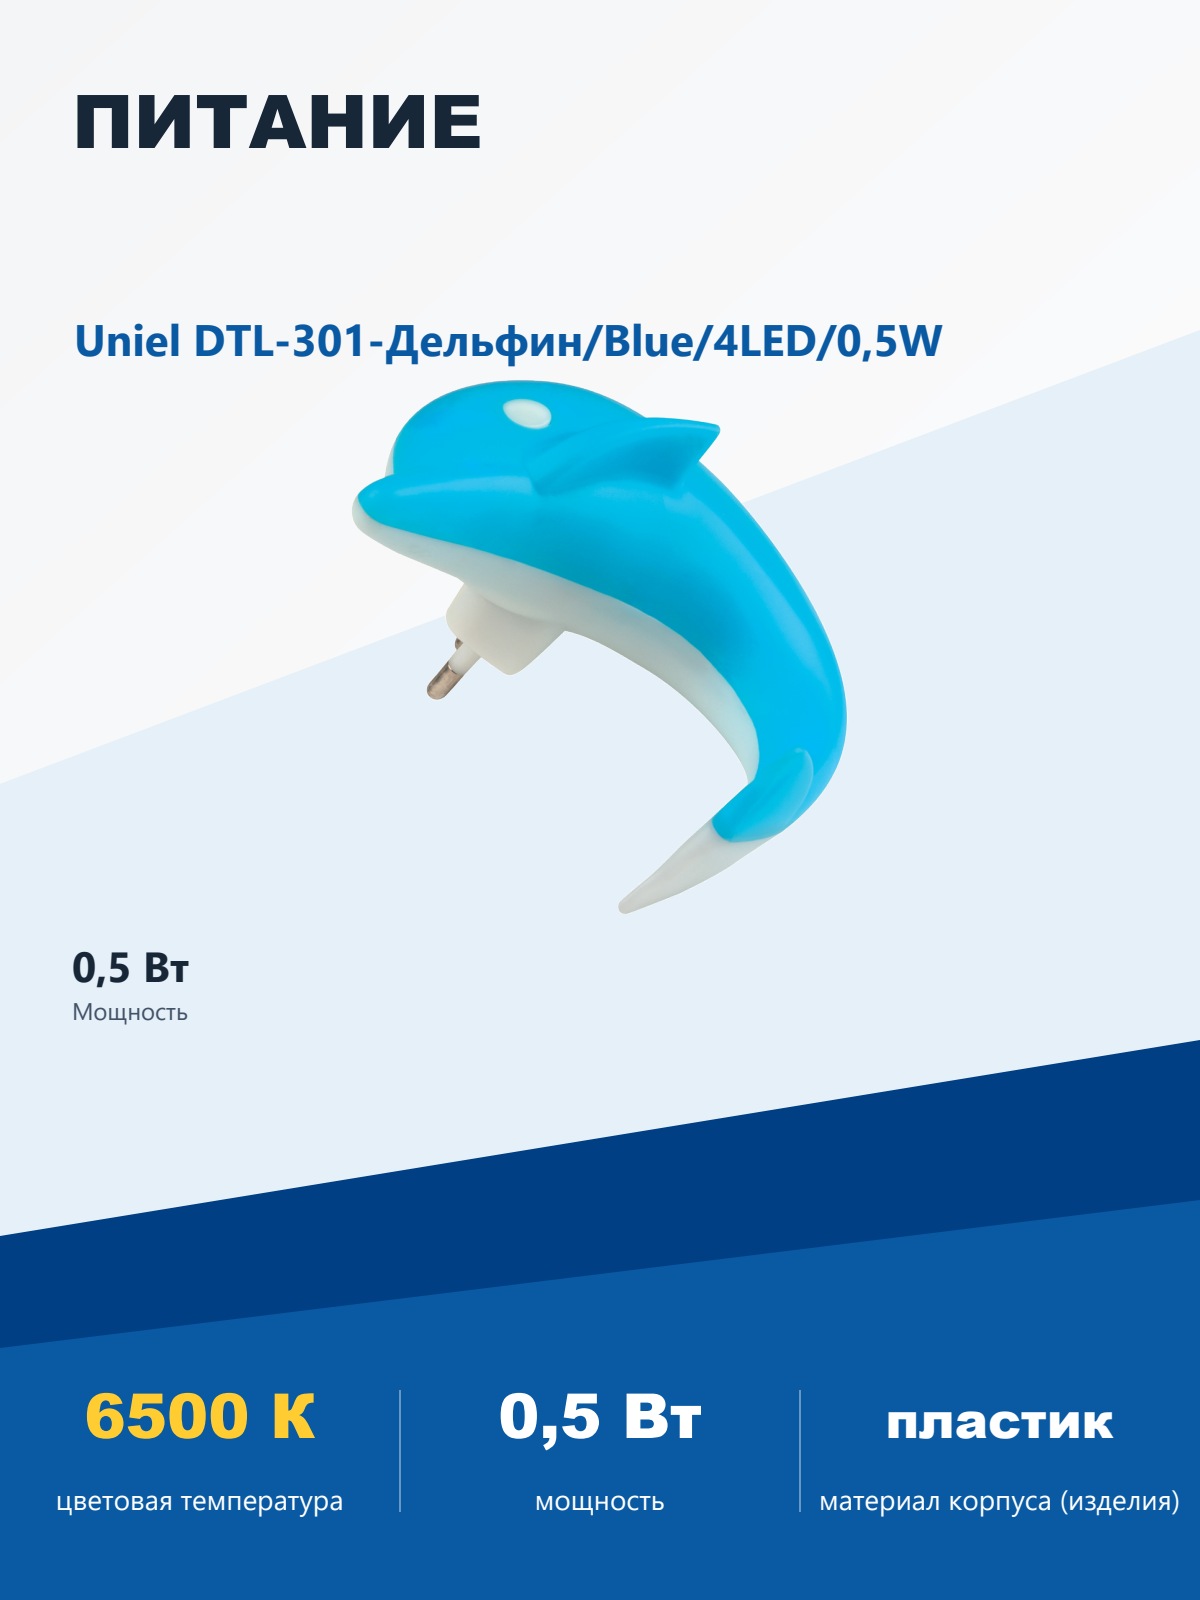 ПИТАНИЕ
Uniel DTL-301-Дельфин/Blue/4LED/0,5W
0,5 Вт
Мощность
6500 К
цветовая температура
0,5 Вт
мощность
пластик
материал корпуса (изделия)